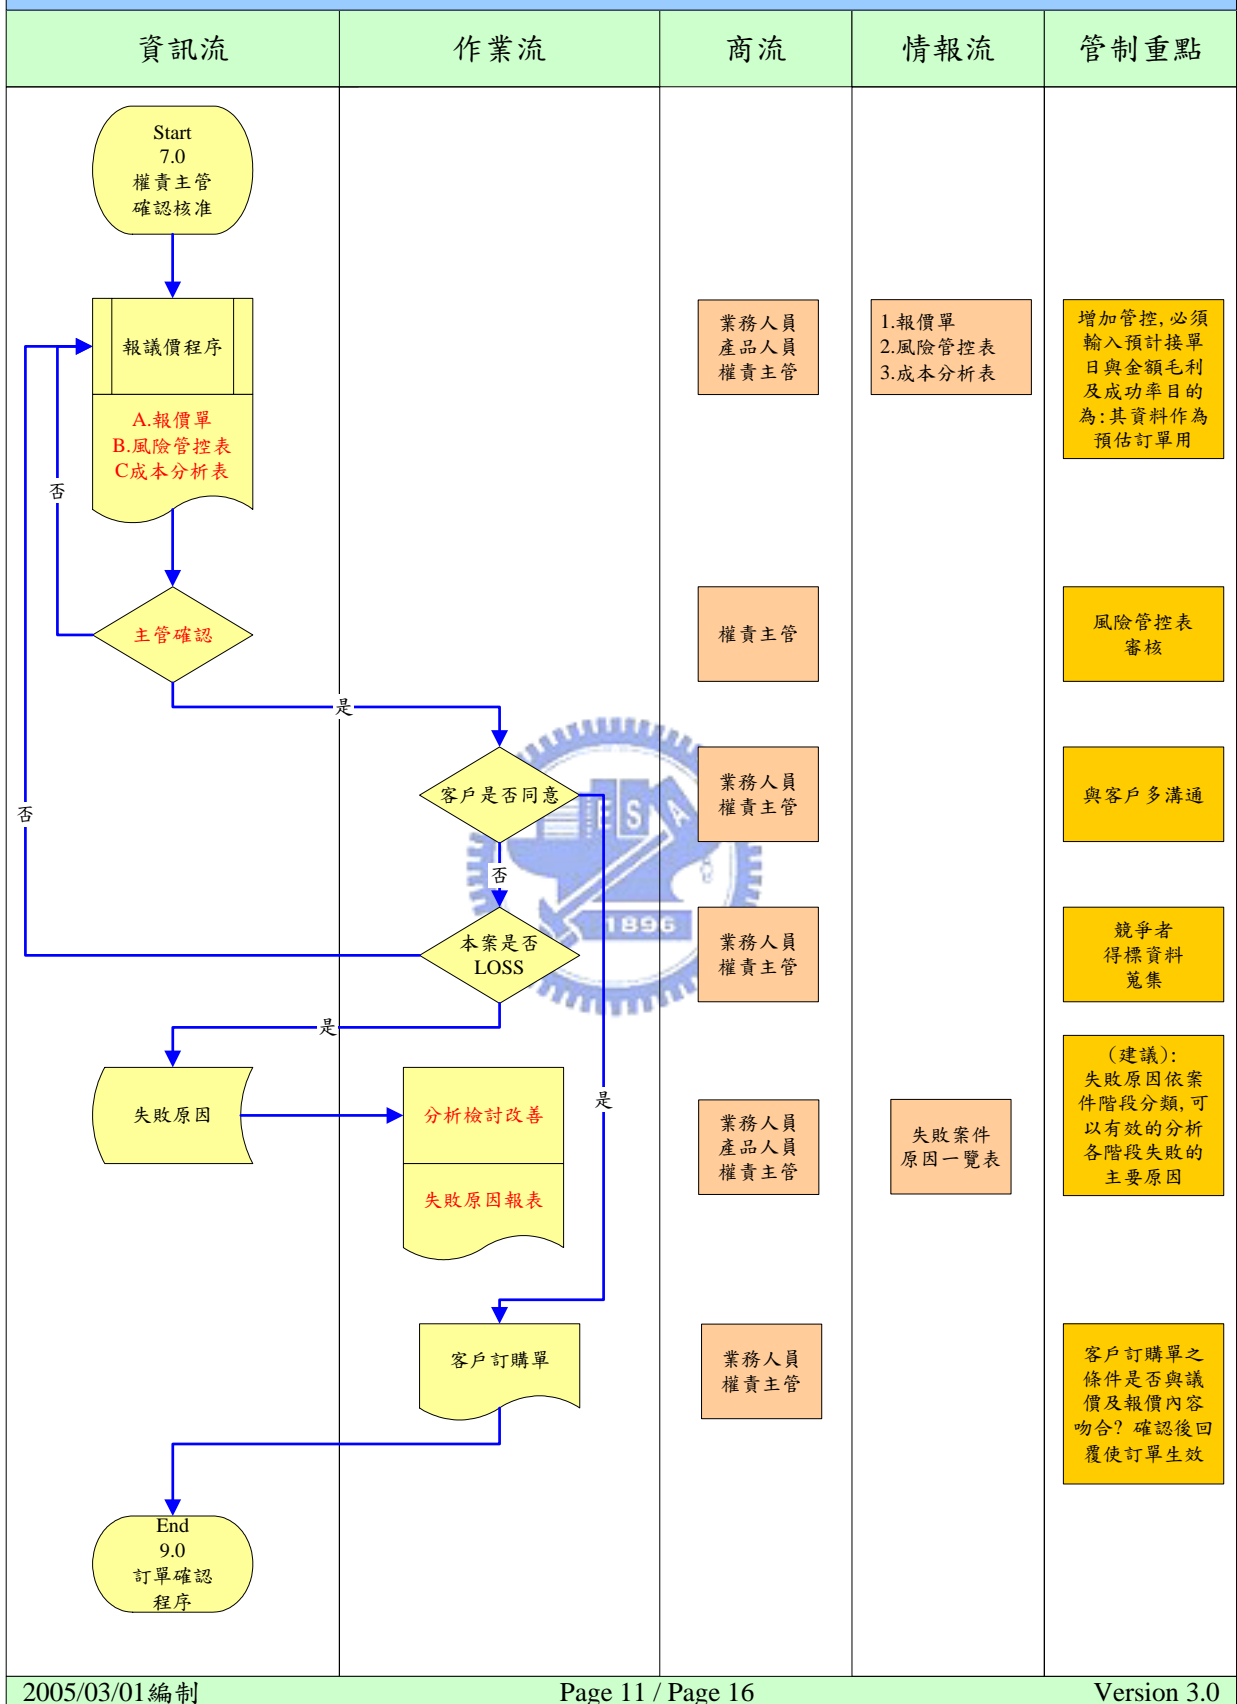 資訊流
作業流
商流
情報流
管制重點
Start
7.0
權責主管
確認核准
報議價程序
A.報價單
B.風險管控表
C成本分析表
業務人員
產品人員
權責主管
1.報價單
2.風險管控表
3.成本分析表
增加管控,必須
輸入預計接單
日與金額毛利
及成功率目的
為:其資料作為
預估訂單用
否
主管確認
權責主管
風險管控表
審核
是
客戶是否同意
業務人員
權責主管
與客戶多溝通
否
否
ESA
1896
本案是否
LOSS
業務人員
權責主管
競爭者
得標資料
蒐集
是
失敗原因
分析檢討改善
失敗原因報表
是
業務人員
產品人員
權責主管
失敗案件
原因一覽表
(建議):
失敗原因依案
件階段分類,可
以有效的分析
各階段失敗的
主要原因
客戶訂購單
業務人員
權責主管
客戶訂購單之
條件是否與議
價及報價內容
吻合? 確認後回
覆使訂單生效
End
9.0
訂單確認
程序
2005/03/01編制
Page 11 / Page 16
Version 3.0